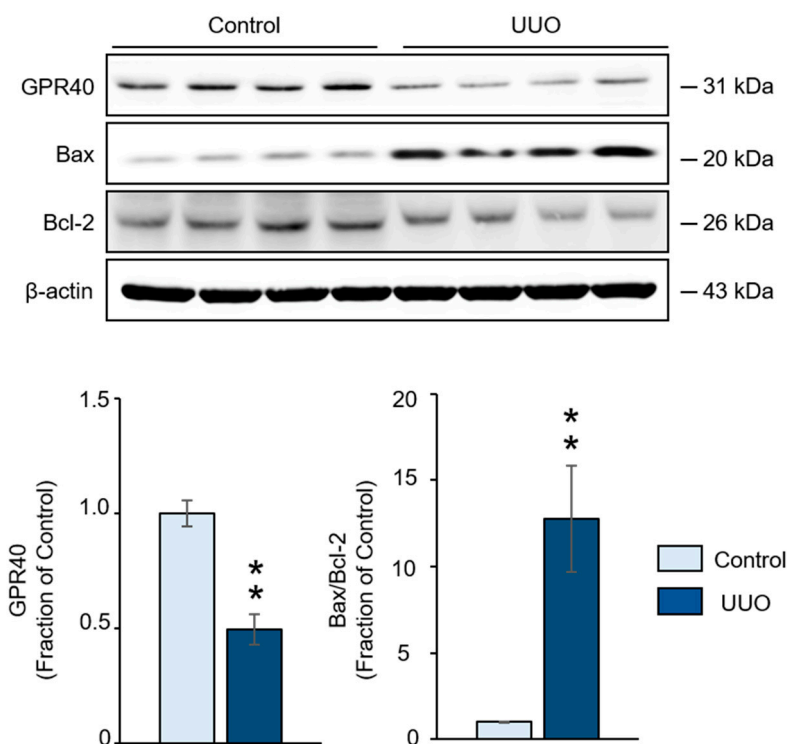 Control UUO
GPR40 – 31 kDa
Bax – 20 kDa
Bcl-2 – 26 kDa
β-actin – 43 kDa
1.5
1.0
0.5
0
GPR40
(Fraction of Control)
*
*
20
15
10
5
0
Bax/Bcl-2
(Fraction of Control)
*
*
Control
UUO